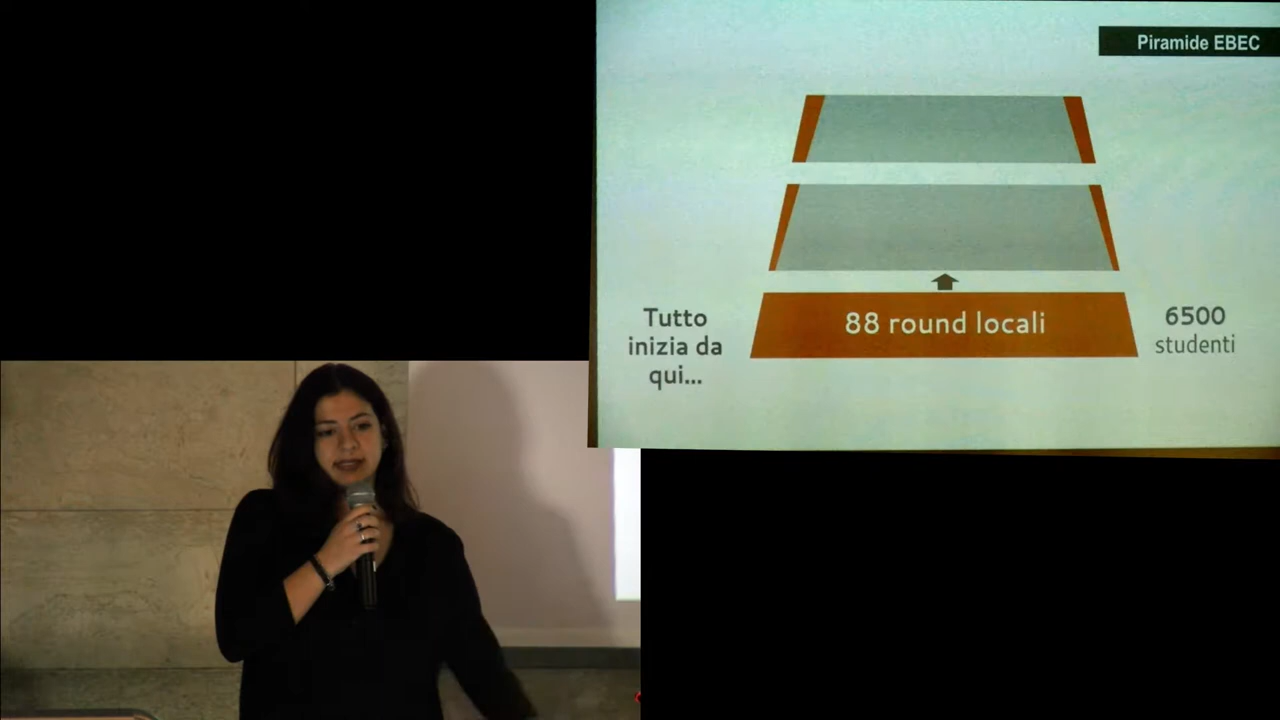 Piramide EBEC
Tutto
inizia da
qui...
88 round locali
6500
studenti